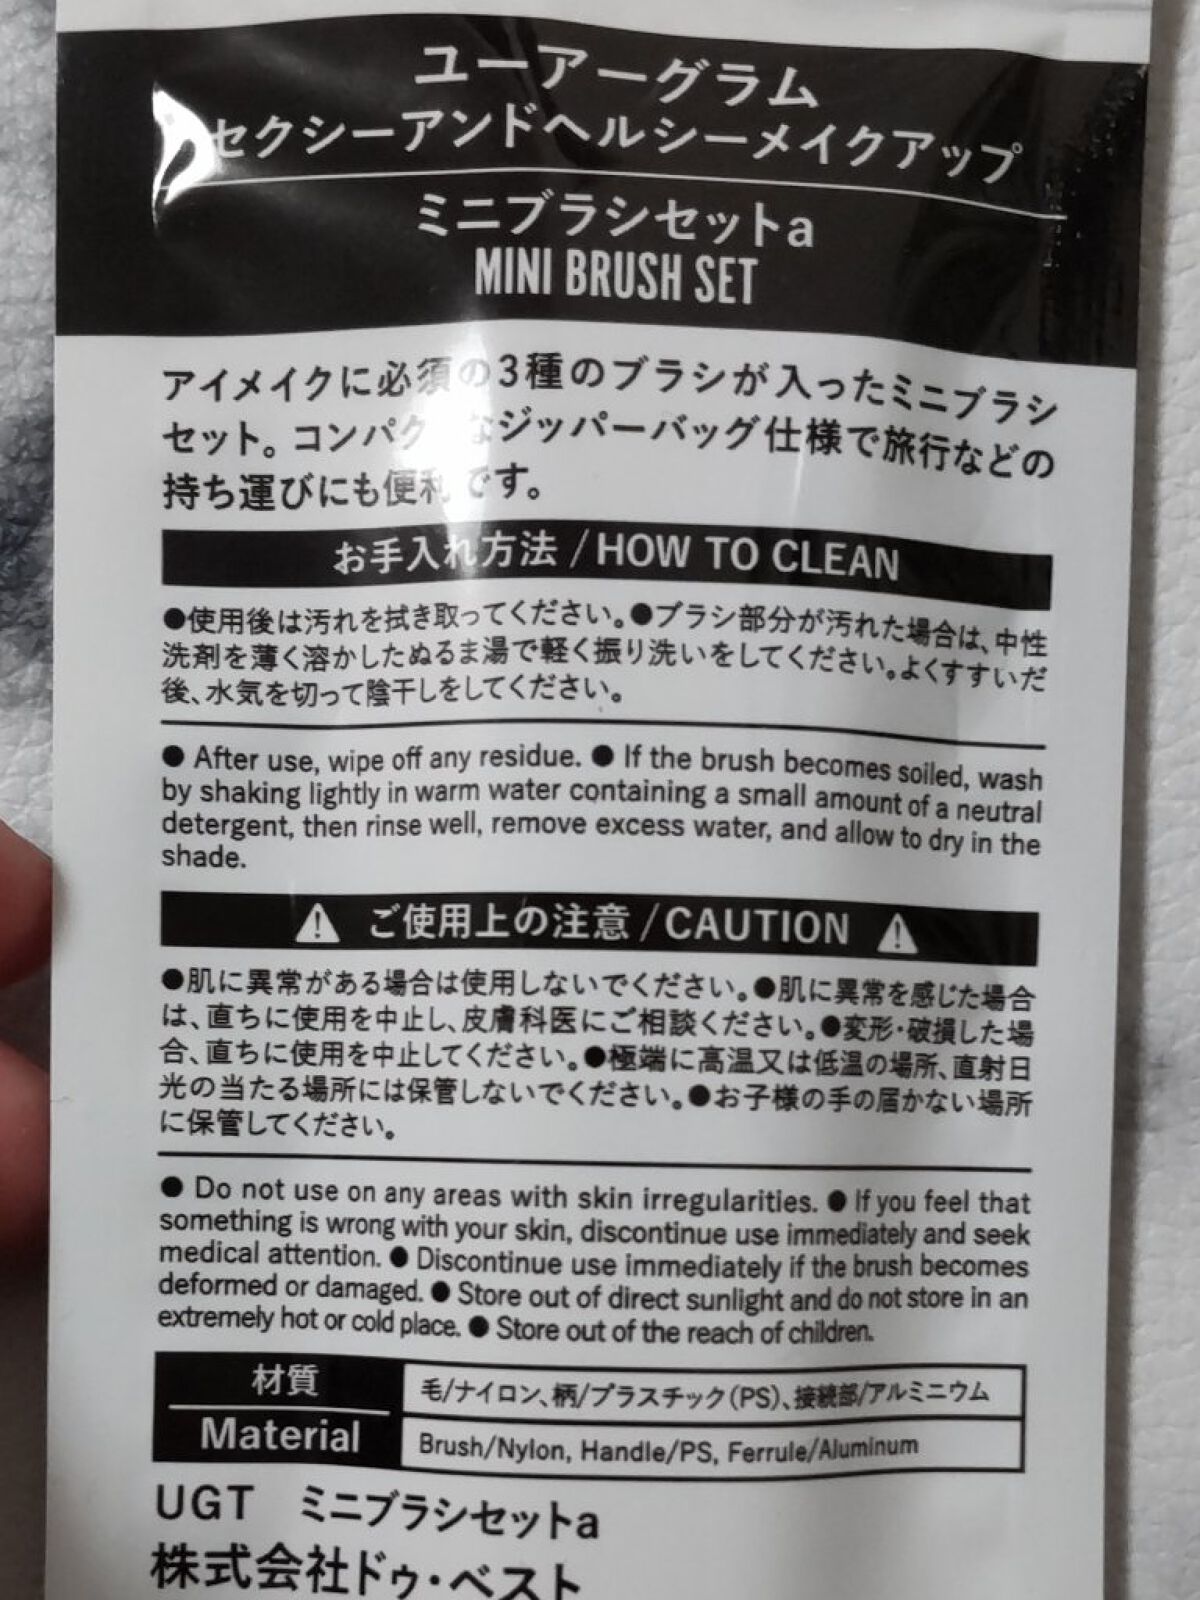 ユーアーグラム
セクシーアンドヘルシーメイクアップ
ミニブラシセットa
MINI BRUSH SET
アイメイクに必須の3種のブラシが入ったミニブラシ
セット。コンパクトなジッパーバッグ仕様で旅行などの
持ち運びにも便利です。
お手入れ方法/HOW TO CLEAN
●使用後は汚れを拭き取ってください。●ブラシ部分が汚れた場合は、中性
洗剤を薄く溶かしたぬるま湯で軽く振り洗いをしてください。よくすすいだ
後、水気を切って陰干しをしてください。
● After use, wipe off any residue. ● If the brush becomes soiled, wash
by shaking lightly in warm water containing a small amount of a neutral
detergent, then rinse well, remove excess water, and allow to dry in the
shade.
⚠ ご使用上の注意/CAUTION ⚠
●肌に異常がある場合は使用しないでください。●肌に異常を感じた場合
は、直ちに使用を中止し、皮膚科医にご相談ください。●変形・破損した場
合、直ちに使用を中止してください。●極端に高温又は低温の場所、直射日
光の当たる場所には保管しないでください。●お子様の手の届かない場所
に保管してください。
● Do not use on any areas with skin irregularities. ● If you feel that
something is wrong with your skin, discontinue use immediately and seek
medical attention. ● Discontinue use immediately if the brush becomes
deformed or damaged. ● Store out of direct sunlight and do not store in an
extremely hot or cold place. ● Store out of the reach of children.
材質
毛/ナイロン、柄/プラスチック(PS)、接続部/アルミニウム
Material
Brush/Nylon, Handle/PS, Ferrule/Aluminum
UGT ミニブラシセットa
株式会社ドゥ・ベスト